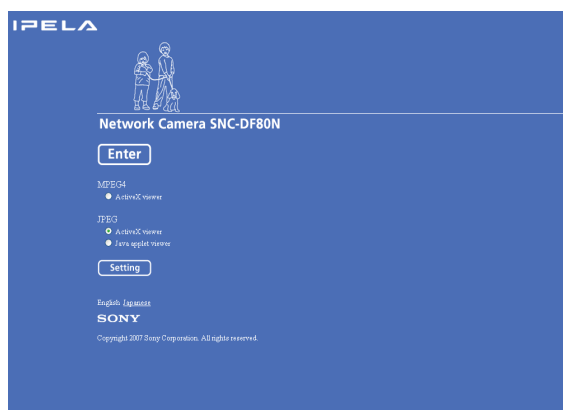 IPELA
Network Camera SNC-DF80N
Enter
MPEG4
ActiveX viewer
JPEG
ActiveX viewer
Java applet viewer
Setting
English Japanese
SONY
Copyright 2007 Sony Corporation. All rights reserved.